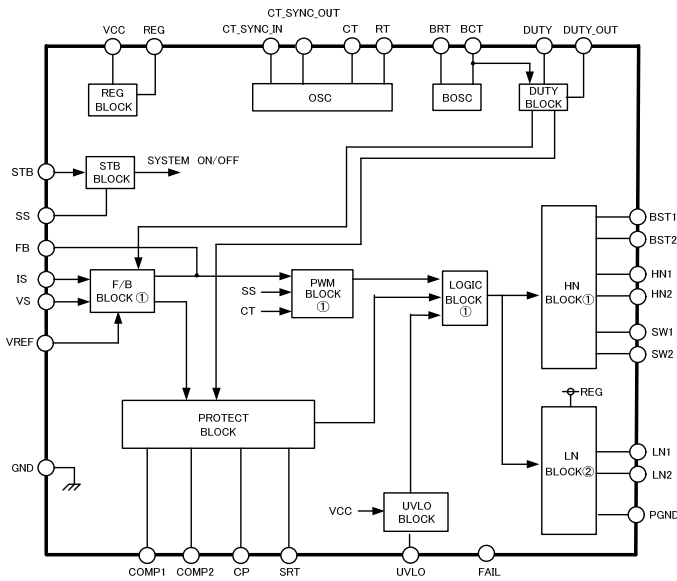 CT_SYNC_OUT
VCC
REG
CT_SYNC_IN
CT
RT
BRT
BCT
DUTY
DUTY_OUT
REG
BLOCK
OSC
BOSC
DUTY
BLOCK
STB
STB
BLOCK
SYSTEM ON/OFF
SS
FB
IS
VS
VREF
F/B
BLOCK①
SS
CT
PWM
BLOCK
①
LOGIC
BLOCK
①
HN
BLOCK①
BST1
BST2
HN1
HN2
SW1
SW2
PROTECT
BLOCK
REG
LN
BLOCK②
LN1
LN2
PGND
GND
VCC
UVLO
BLOCK
COMP1
COMP2
CP
SRT
UVLO
FAIL